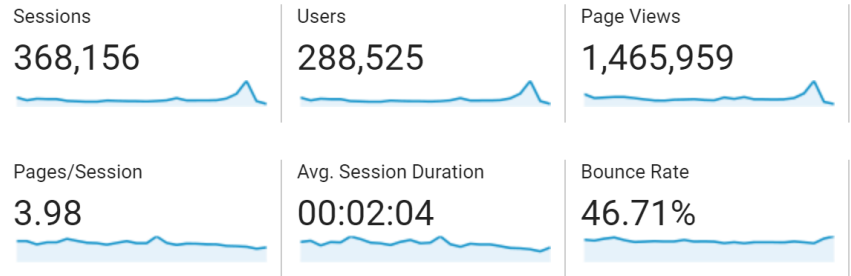 Sessions
368,156
Users
288,525
Page Views
1,465,959
Pages/Session
3.98
Avg. Session Duration
00:02:04
Bounce Rate
46.71%